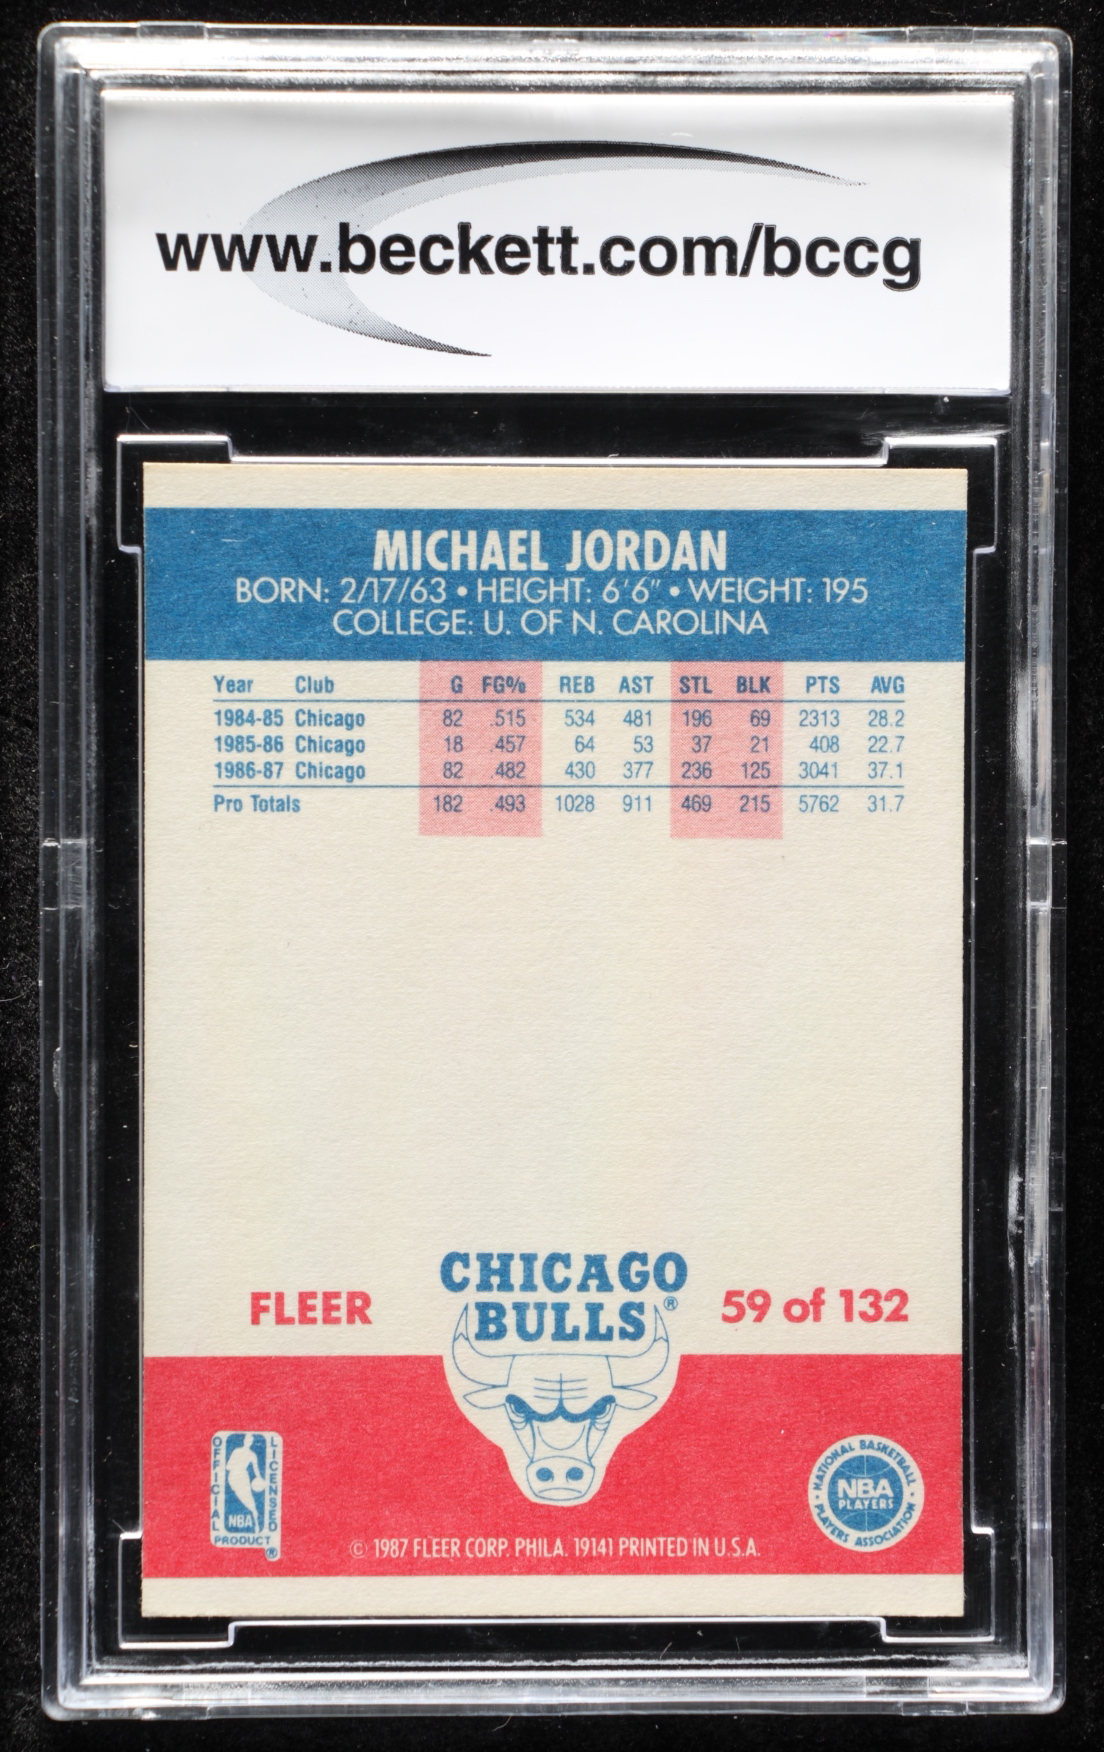 www.beckett.com/bccg
MICHAEL JORDAN
BORN: 2/17/63 • HEIGHT: 6'6" • WEIGHT: 195
COLLEGE: U. OF N. CAROLINA
Year Club G FG% REB AST STL BLK PTS AVG
1984-85 Chicago 82 .515 534 481 196 69 2313 28.2
1985-86 Chicago 18 .457 64 53 37 21 408 22.7
1986-87 Chicago 82 .482 430 377 236 125 3041 37.1
Pro Totals 182 .493 1028 911 469 215 5762 31.7
CHICAGO
BULLS ®
FLEER
59 of 132
OFFICIAL
LICENSED
NBA
PRODUCT
®
NATIONAL BASKETBALL
NBA
PLAYERS
PLAYERS ASSOCIATION
© 1987 FLEER CORP. PHILA. 19141 PRINTED IN U.S.A.